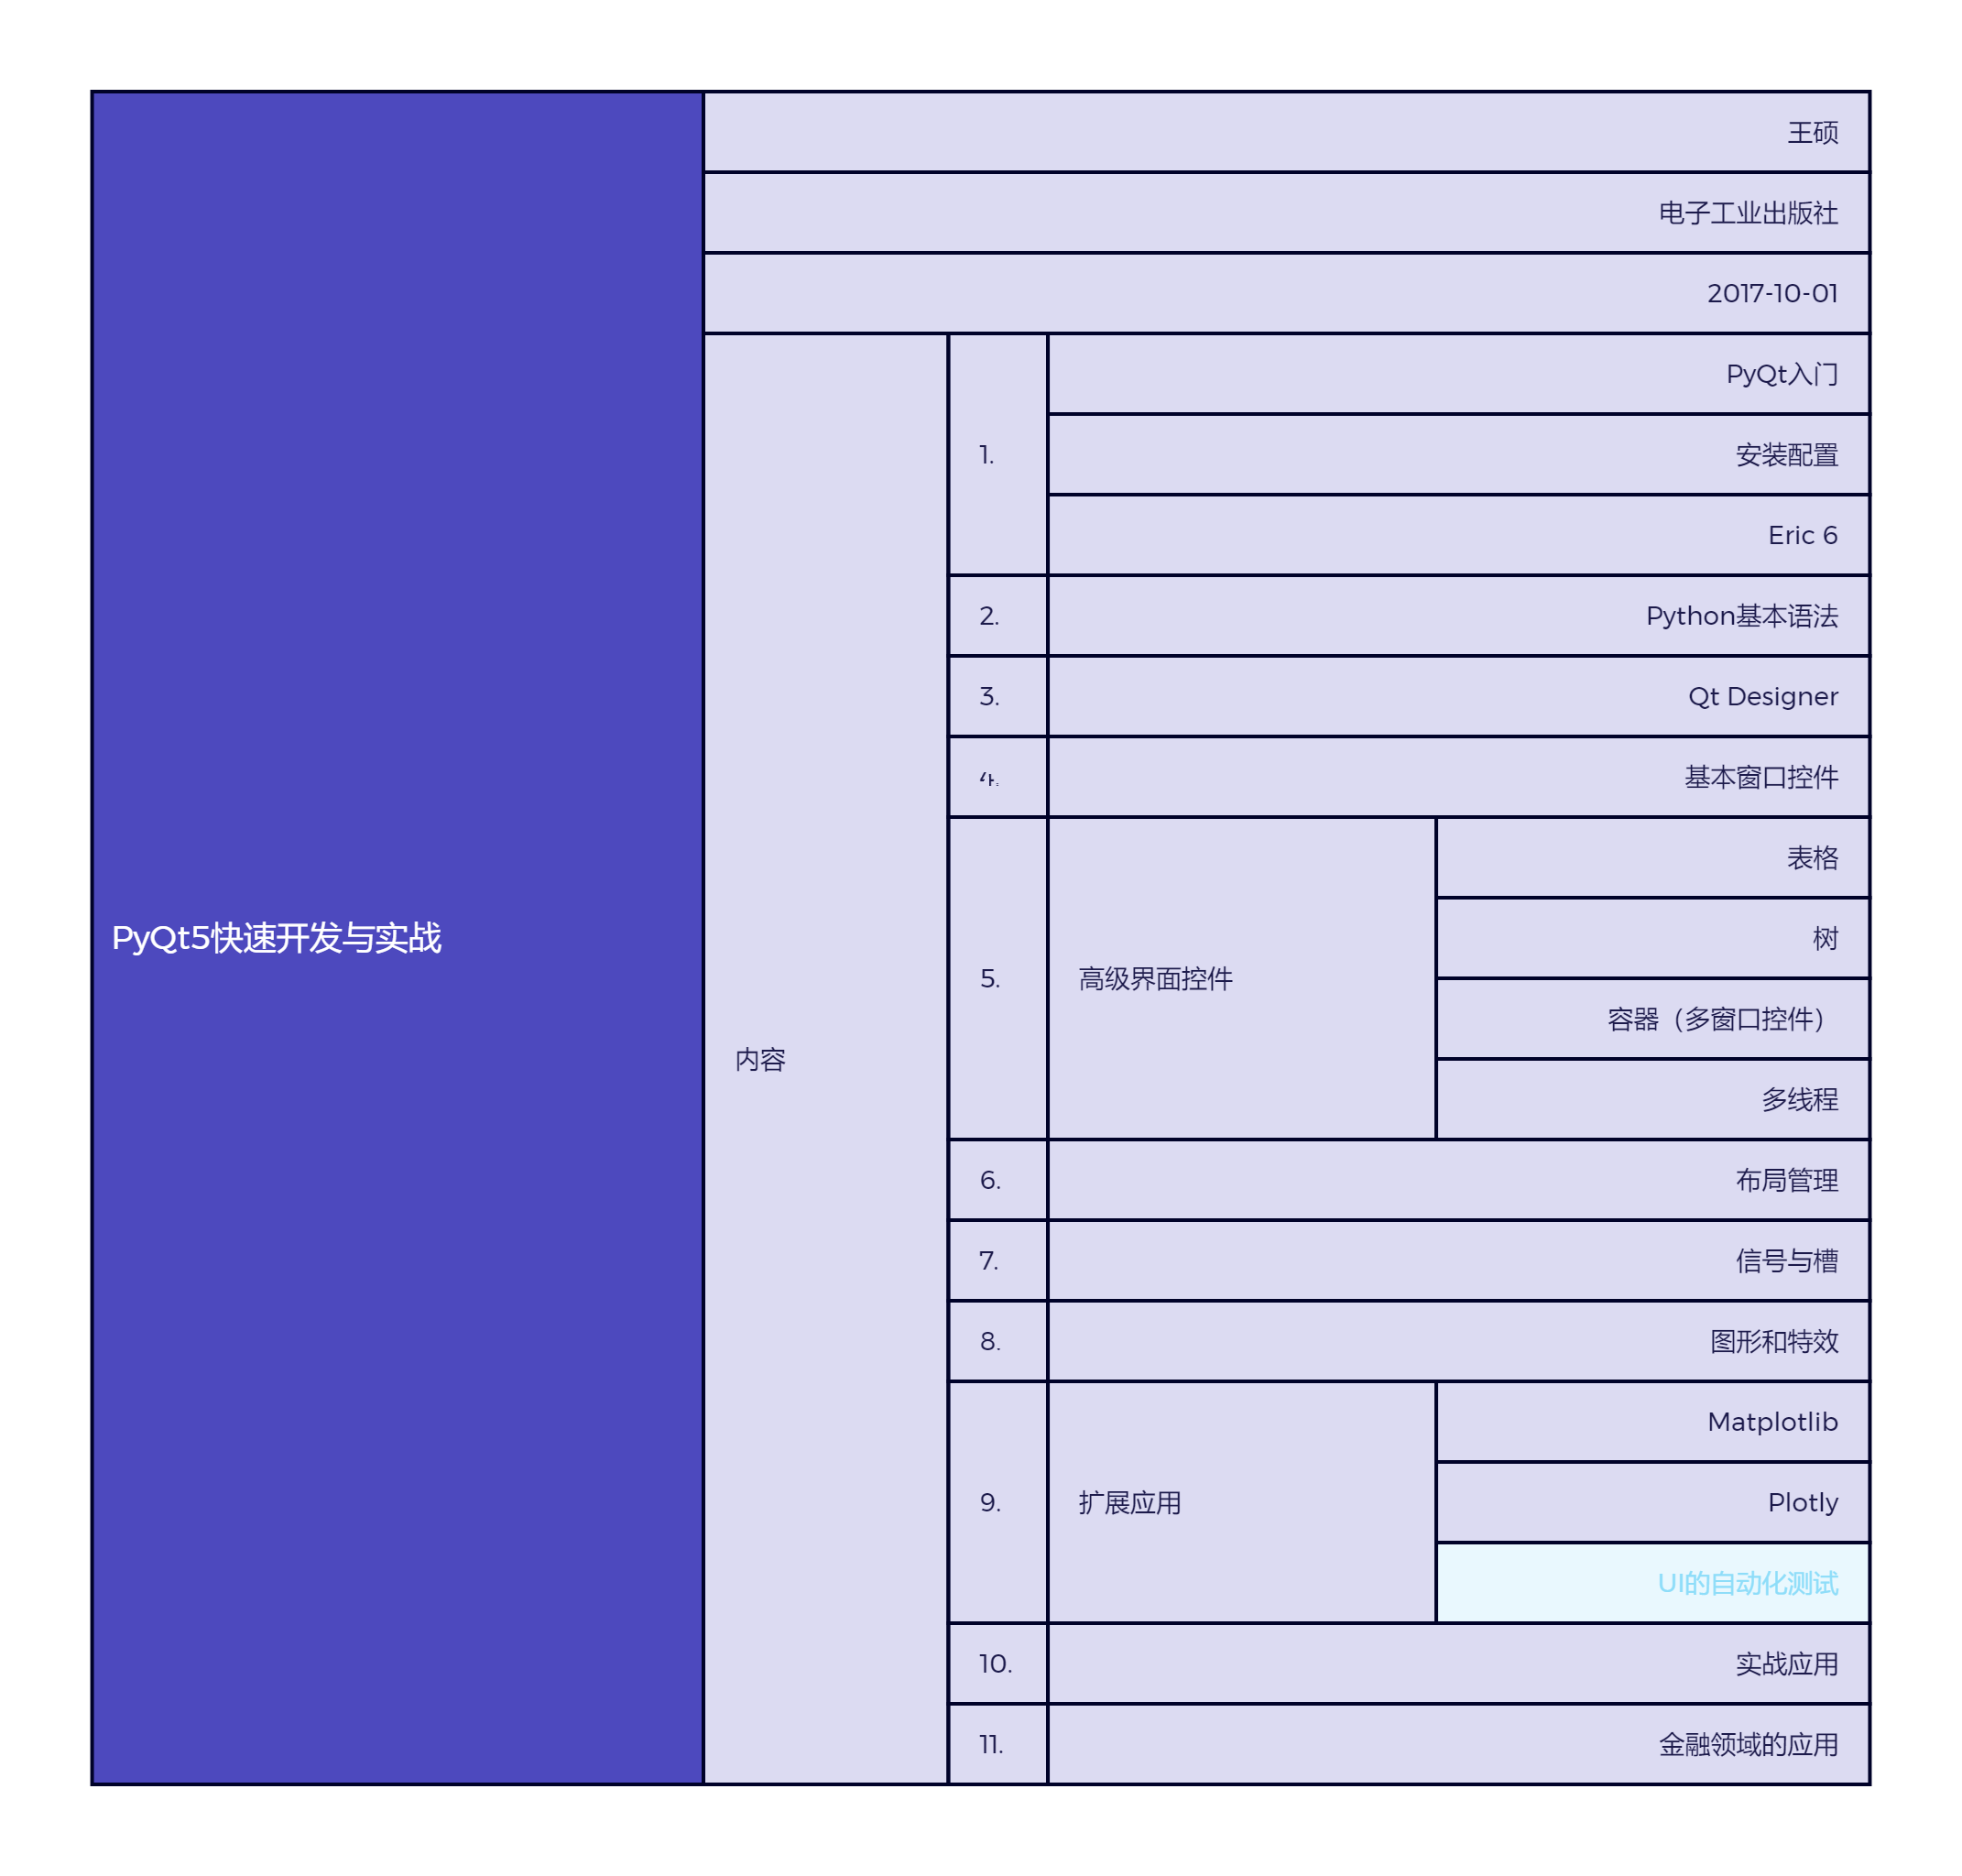 PyQt5快速开发与实战
王硕
电子工业出版社
2017-10-01
内容
1.
PyQt入门
安装配置
Eric 6
2.
Python基本语法
3.
Qt Designer
4.
基本窗口控件
5.
高级界面控件
表格
树
容器（多窗口控件）
多线程
6.
布局管理
7.
信号与槽
8.
图形和特效
9.
扩展应用
Matplotlib
Plotly
UI的自动化测试
10.
实战应用
11.
金融领域的应用